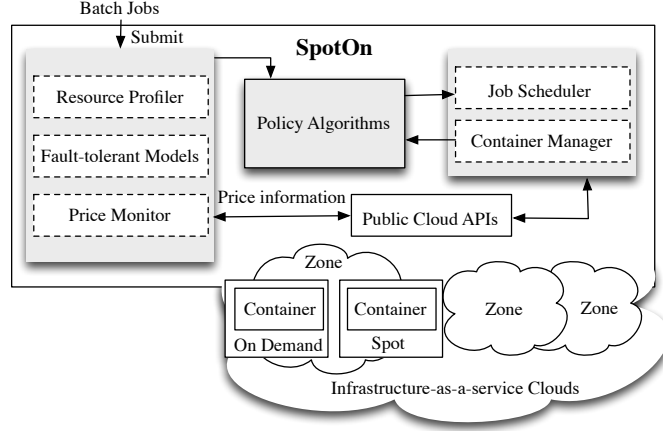 Batch Jobs
Submit
SpotOn
Resource Profiler
Fault-tolerant Models
Price Monitor
Policy Algorithms
Job Scheduler
Container Manager
Price information
Public Cloud APIs
Zone
Container
On Demand
Container
Spot
Zone
Zone
Infrastructure-as-a-service Clouds